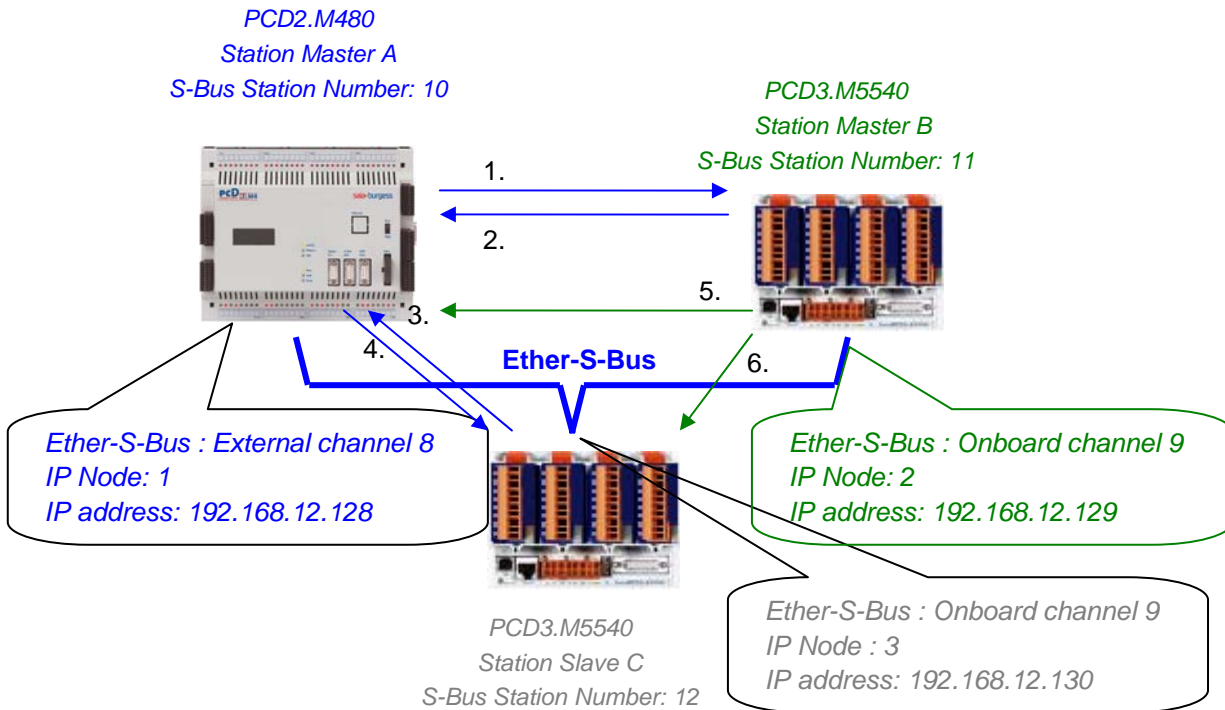 PCD2.M480
Station Master A
S-Bus Station Number: 10
PCD3.M5540
Station Master B
S-Bus Station Number: 11
PCD
saia-burgess
1.
2.
3.
4.
5.
6.
Ether-S-Bus
Ether-S-Bus : External channel 8
IP Node: 1
IP address: 192.168.12.128
Ether-S-Bus : Onboard channel 9
IP Node: 2
IP address: 192.168.12.129
PCD3.M5540
Station Slave C
S-Bus Station Number: 12
Ether-S-Bus : Onboard channel 9
IP Node : 3
IP address: 192.168.12.130